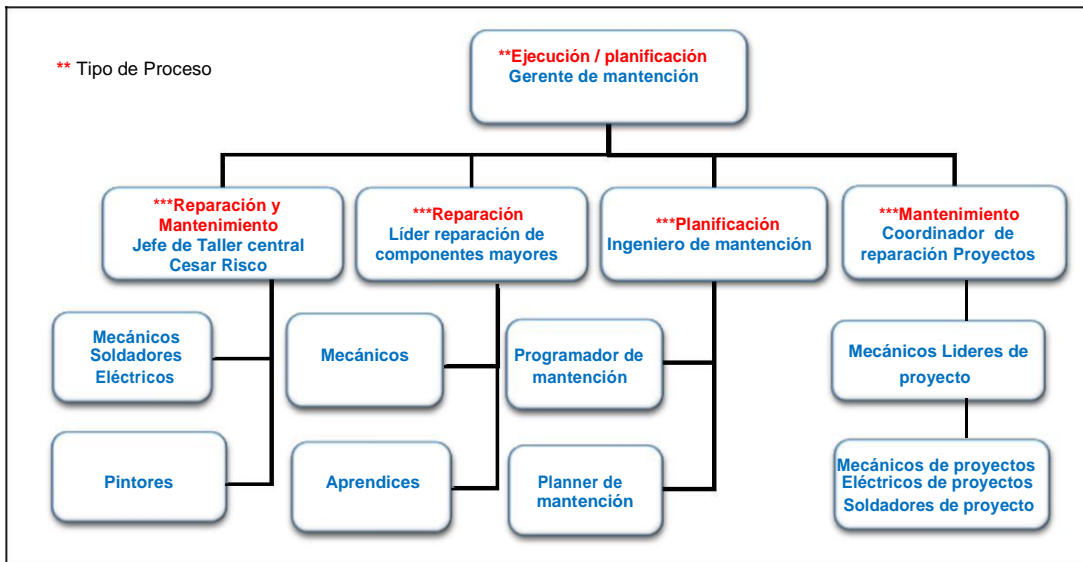 ** Tipo de Proceso
**Ejecución / planificación
Gerente de mantención
***Reparación y
Mantenimiento
Jefe de Taller central
Cesar Risco
***Reparación
Líder reparación de
componentes mayores
***Planificación
Ingeniero de mantención
***Mantenimiento
Coordinador de
reparación Proyectos
Mecánicos
Soldadores
Eléctricos
Mecánicos
Programador de
mantención
Mecánicos Lideres de
proyecto
Pintores
Aprendices
Planner de
mantención
Mecánicos de proyectos
Eléctricos de proyectos
Soldadores de proyecto